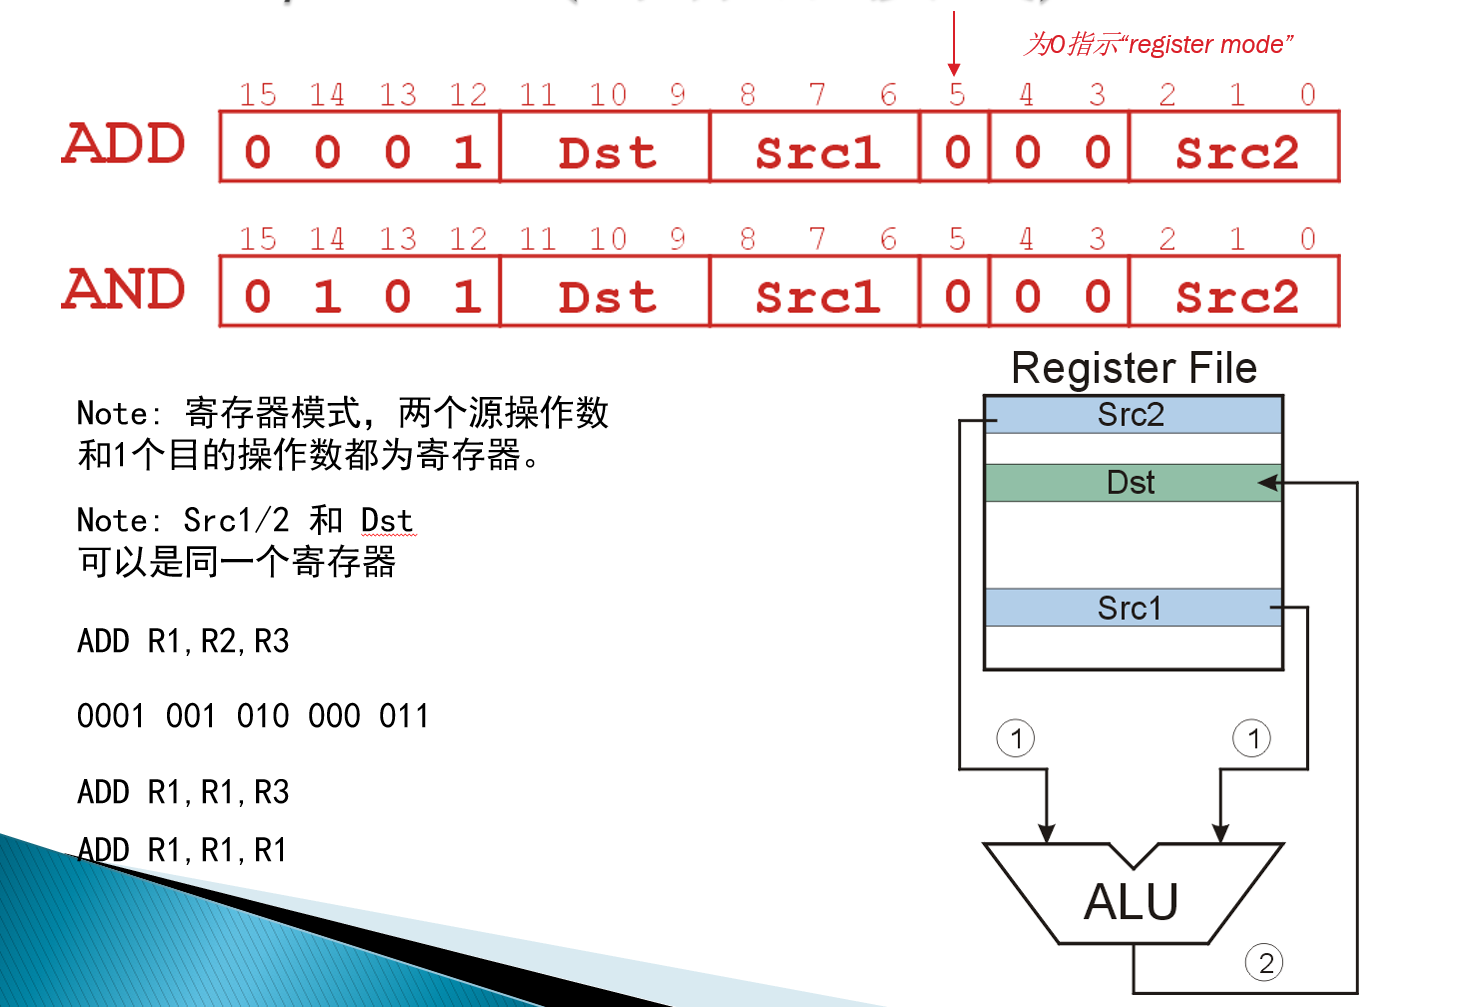 为0指示“register mode”
15 14 13 12 11 10 9 8 7 6 5 4 3 2 1 0
ADD 0 0 0 1 Dst Src1 0 0 0 Src2
15 14 13 12 11 10 9 8 7 6 5 4 3 2 1 0
AND 0 1 0 1 Dst Src1 0 0 0 Src2
Note: 寄存器模式，两个源操作数
和1个目的操作数都为寄存器。
Note: Src1/2 和 Dst
可以是同一个寄存器
ADD R1,R2,R3
0001 001 010 000 011
ADD R1,R1,R3
ADD R1,R1,R1
Register File
Src2
Dst
Src1
1 1
ALU
2